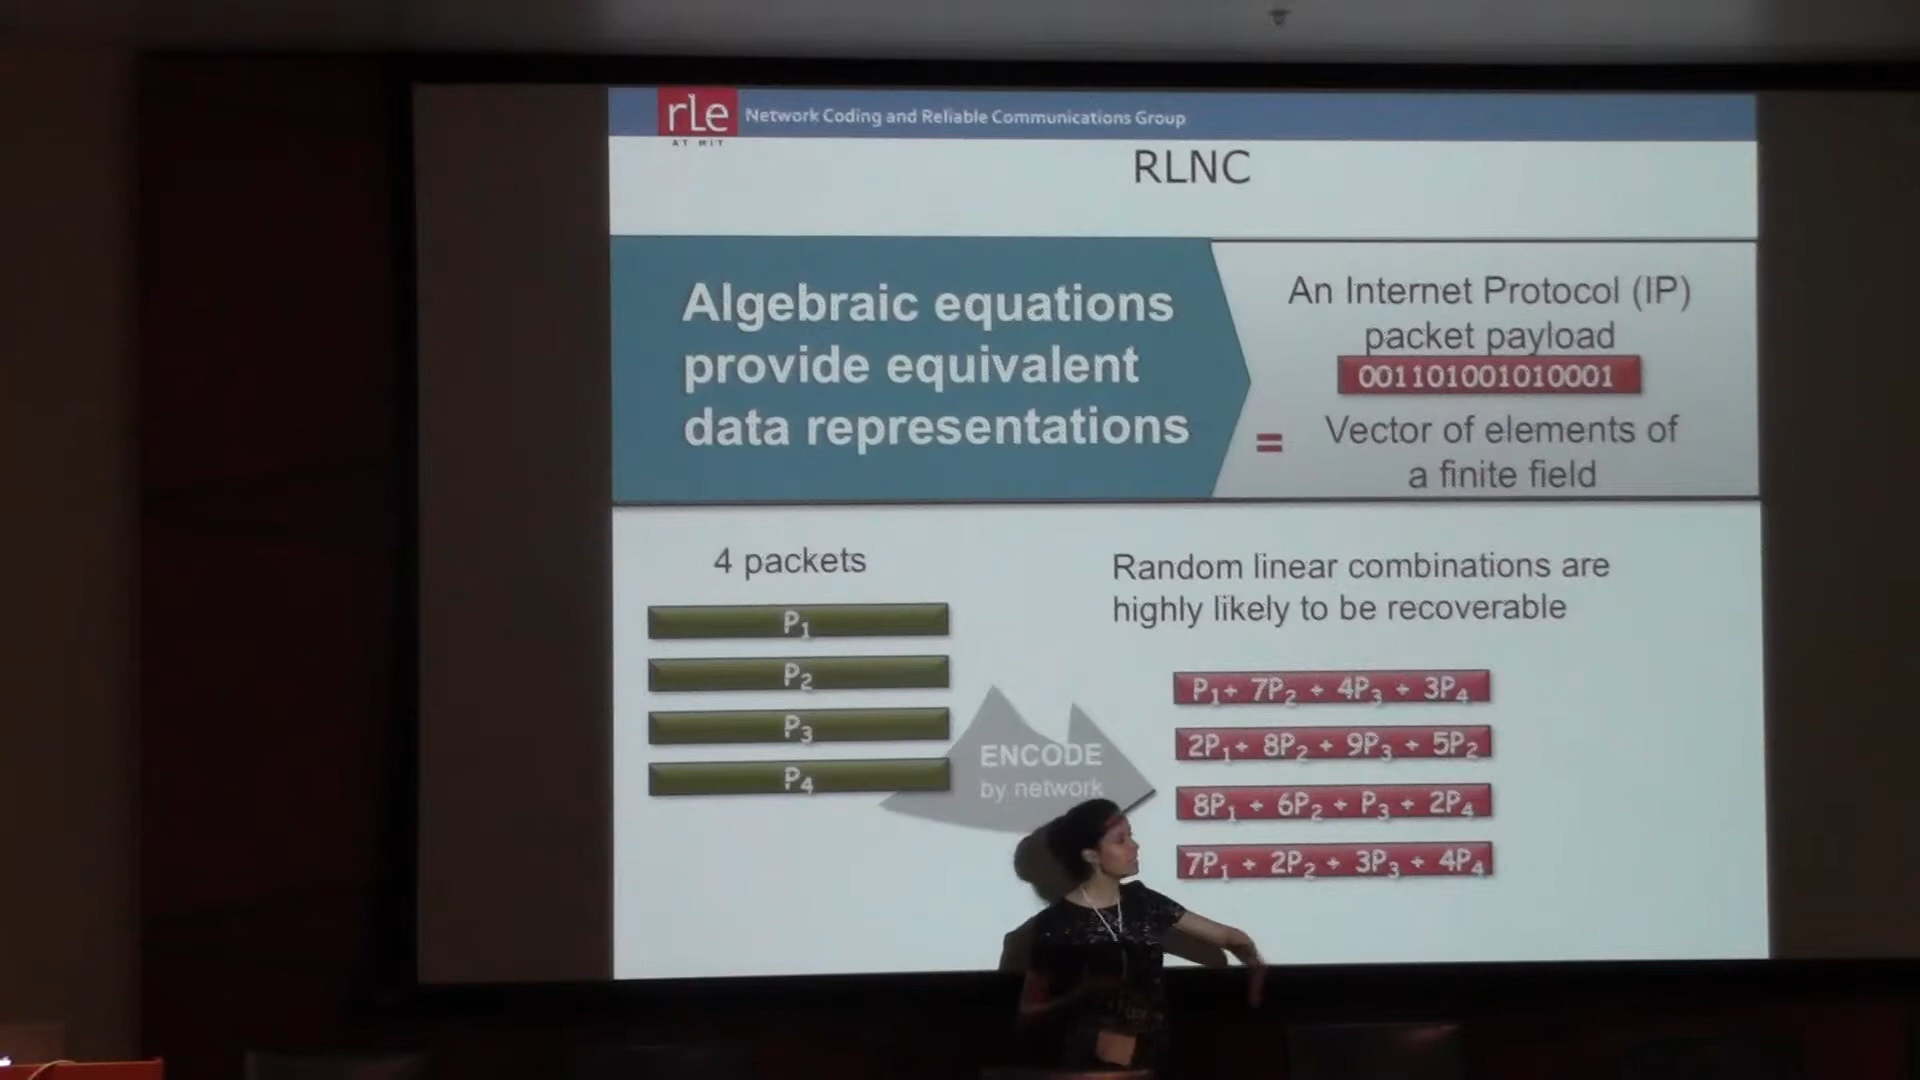 rle Network Coding and Reliable Communications Group
AT MIT
RLNC
Algebraic equations
provide equivalent
data representations
An Internet Protocol (IP)
packet payload
001101001010001
= Vector of elements of
a finite field
4 packets
P1
P2
P3
P4
ENCODE
by network
Random linear combinations are
highly likely to be recoverable
P1+ 7P2 + 4P3 + 3P4
2P1+ 8P2 + 9P3 + 5P2
8P1 + 6P2 + P3 + 2P4
7P1 + 2P2 + 3P3 + 4P4